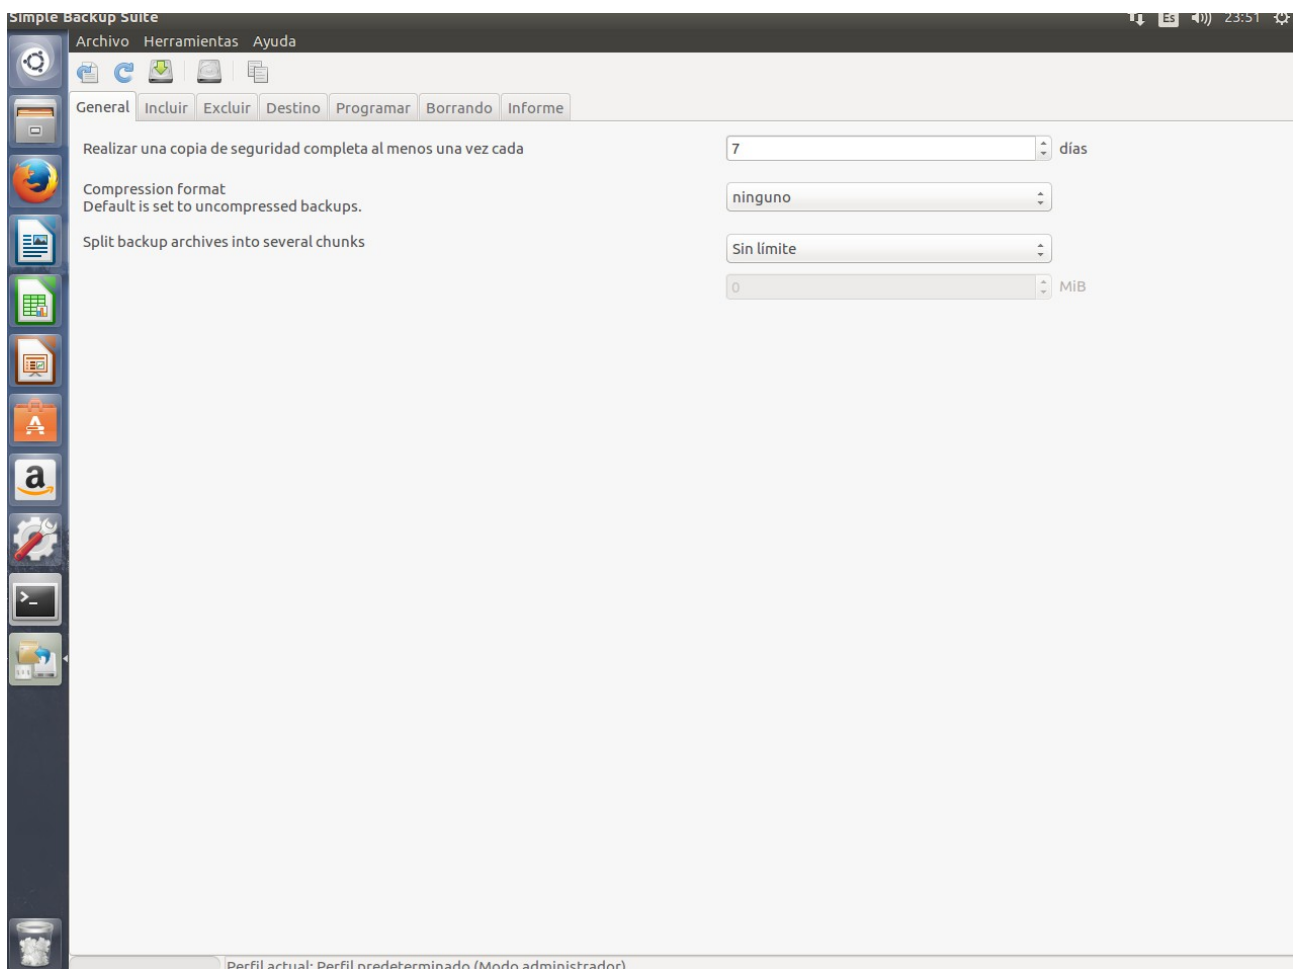 Simple Backup Suite
Es 23:51
Archivo Herramientas Ayuda
General Incluir Excluir Destino Programar Borrando Informe
Realizar una copia de seguridad completa al menos una vez cada 7 días
Compression format
Default is set to uncompressed backups.
ninguno
Split backup archives into several chunks Sin límite
0 MiB
a
>_
Perfil actual: Perfil predeterminado (Modo administrador)